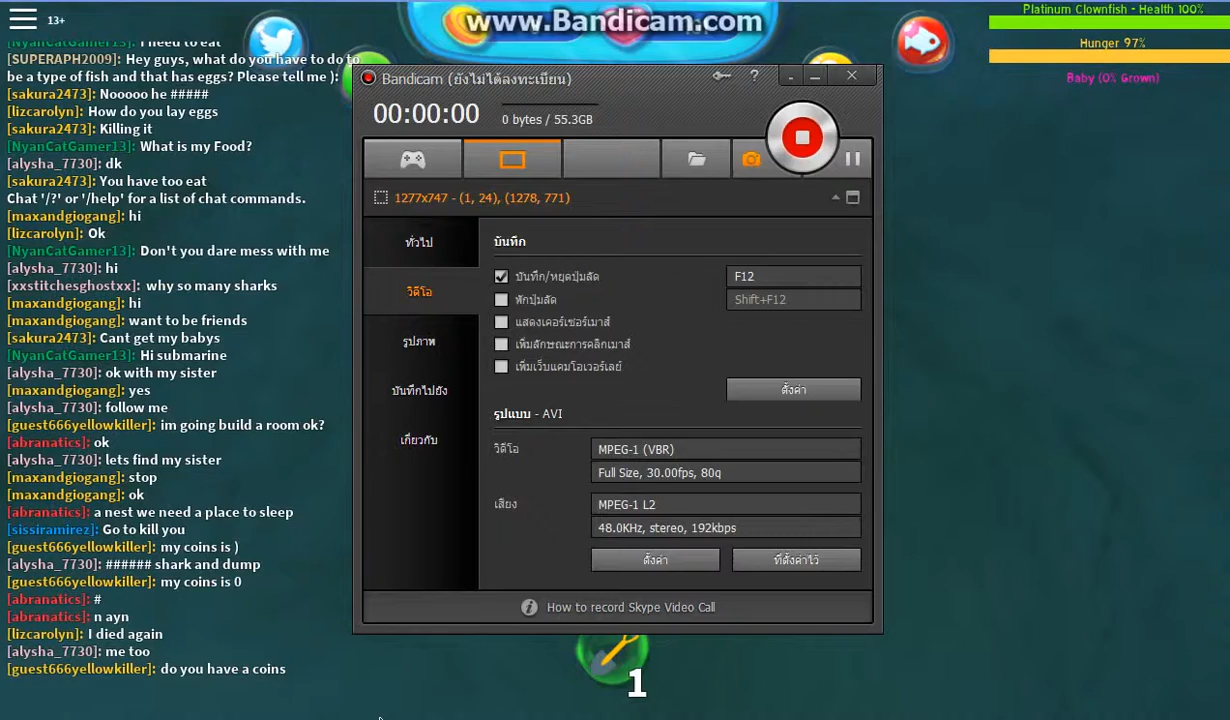 www.Bandicam.com
13+
Platinum Clownfish - Health 100%
Hunger 97%
Baby (0% Grown)
[NyanCatGamer13]: I need to eat
[SUPERAPH2009]: Hey guys, what do you have to do to
be a type of fish and that has eggs? Please tell me ):
[sakura2473]: Nooooo he #####
[lizcarolyn]: How do you lay eggs
[sakura2473]: Killing it
[NyanCatGamer13]: What is my Food?
[alysha_7730]: dk
[sakura2473]: You have too eat
Chat '/?' or '/help' for a list of chat commands.
[maxandgiogang]: hi
[lizcarolyn]: Ok
[NyanCatGamer13]: Don't you dare mess with me
[alysha_7730]: hi
[xxstitchesghostxx]: why so many sharks
[maxandgiogang]: hi
[maxandgiogang]: want to be friends
[sakura2473]: Cant get my babys
[NyanCatGamer13]: Hi submarine
[alysha_7730]: ok with my sister
[maxandgiogang]: yes
[alysha_7730]: follow me
[guest666yellowkiller]: im going build a room ok?
[abranatics]: ok
[alysha_7730]: lets find my sister
[maxandgiogang]: stop
[maxandgiogang]: ok
[abranatics]: a nest we need a place to sleep
[sissiramirez]: Go to kill you
[guest666yellowkiller]: my coins is )
[alysha_7730]: ###### shark and dump
[guest666yellowkiller]: my coins is 0
[abranatics]: #
[abranatics]: n ayn
[lizcarolyn]: I died again
[alysha_7730]: me too
[guest666yellowkiller]: do you have a coins
Bandicam (ยังไม่ได้ลงทะเบียน)
?
00:00:00
0 bytes / 55.3GB
1277x747 - (1, 24), (1278, 771)
ทั่วไป
วิดีโอ
รูปภาพ
บันทึกไปยัง
เกี่ยวกับ
บันทึก
บันทึก/หยุดปุ่มลัด F12
พักปุ่มลัด Shift+F12
แสดงเคอร์เซอร์เมาส์
เพิ่มลักษณะการคลิกเมาส์
เพิ่มเว็บแคมโอเวอร์เลย์
ตั้งค่า
รูปแบบ - AVI
วิดีโอ MPEG-1 (VBR)
Full Size, 30.00fps, 80q
เสียง MPEG-1 L2
48.0KHz, stereo, 192kbps
ตั้งค่า ที่ตั้งค่าไว้
How to record Skype Video Call
1